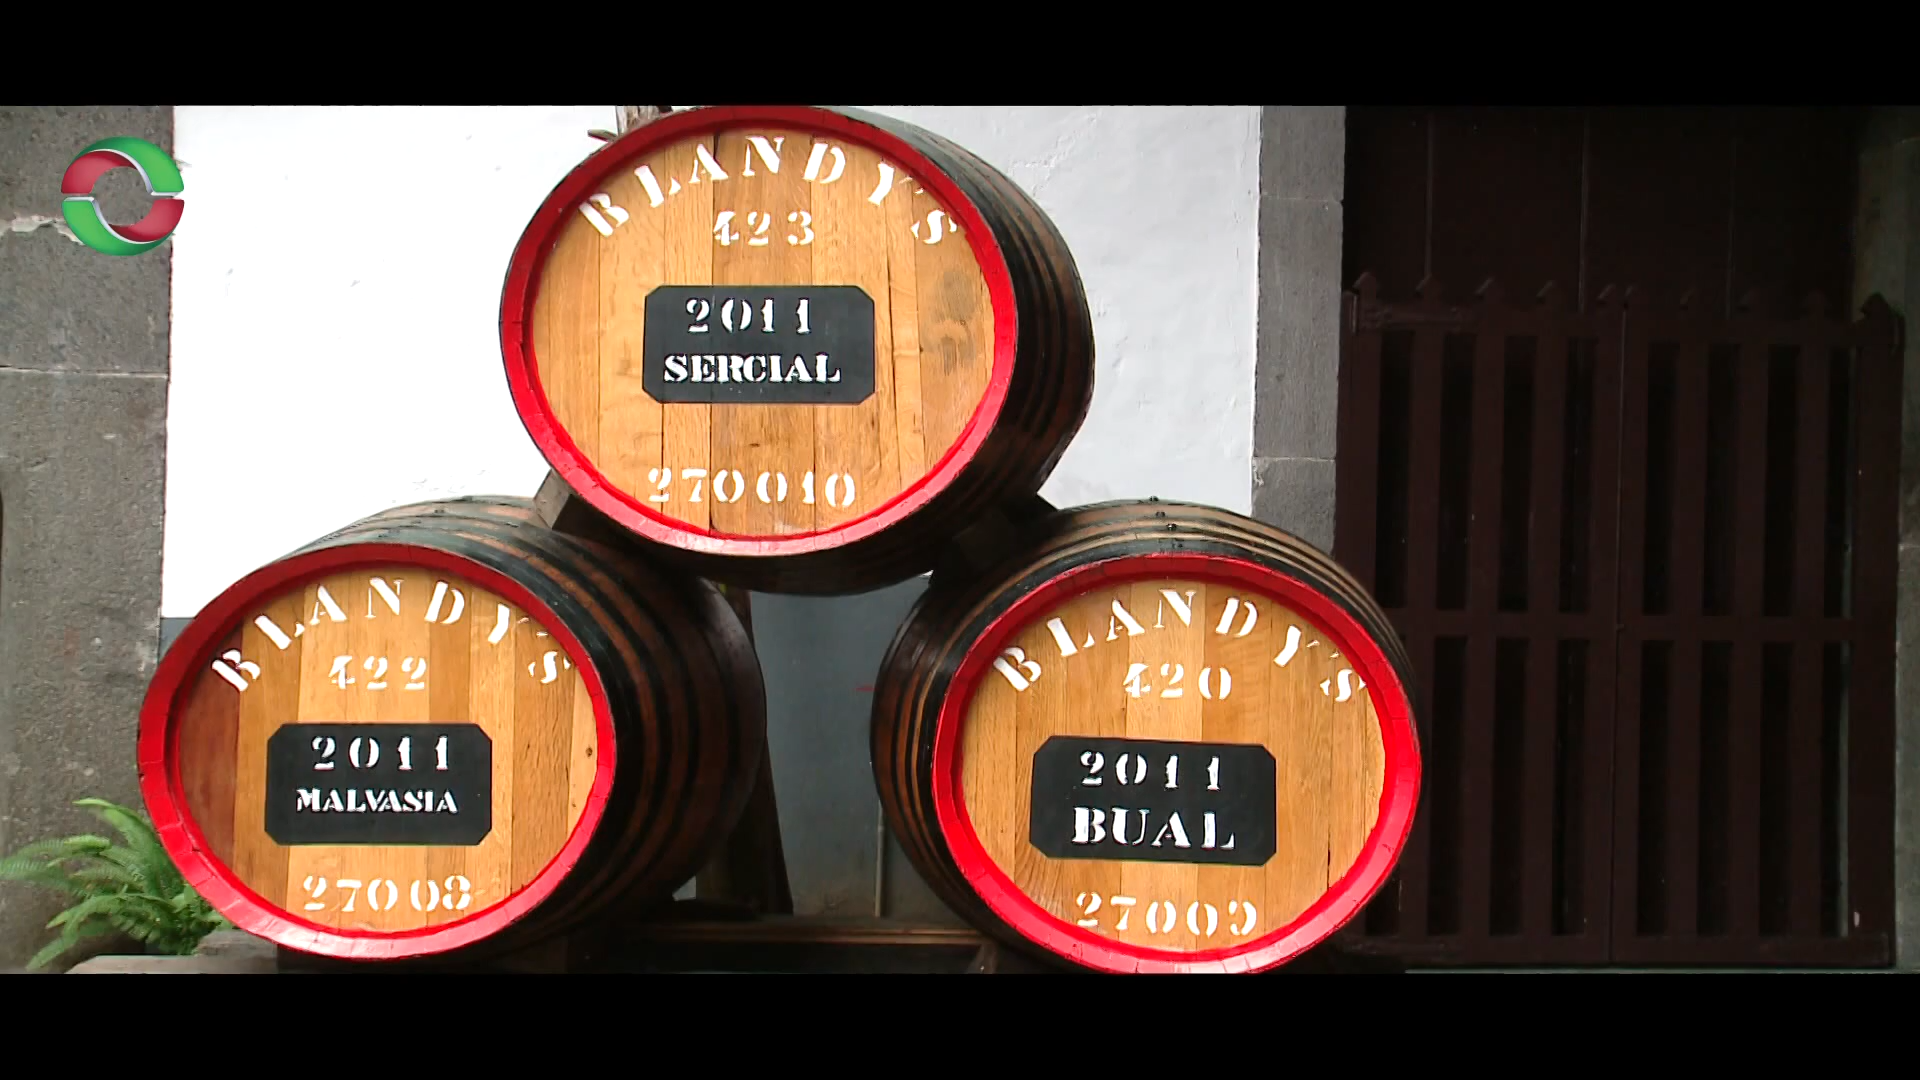 BLANDY'S
423
2011
SERCIAL
270010
BLANDY'S
422
2011
MALVASIA
27008
BLANDY'S
420
2011
BUAL
27009